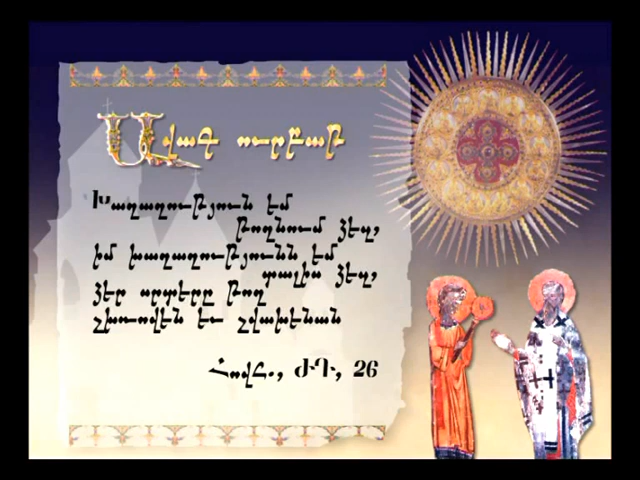 Ավագ ուրբաթ
Խաղաղություն եմ
թողնում ձեզ,
իմ խաղաղությունն եմ
տալիս ձեզ,
ձեր սրտերը թող
չխռովեն եւ չվախենան
Հովհ., ԺԴ, 26